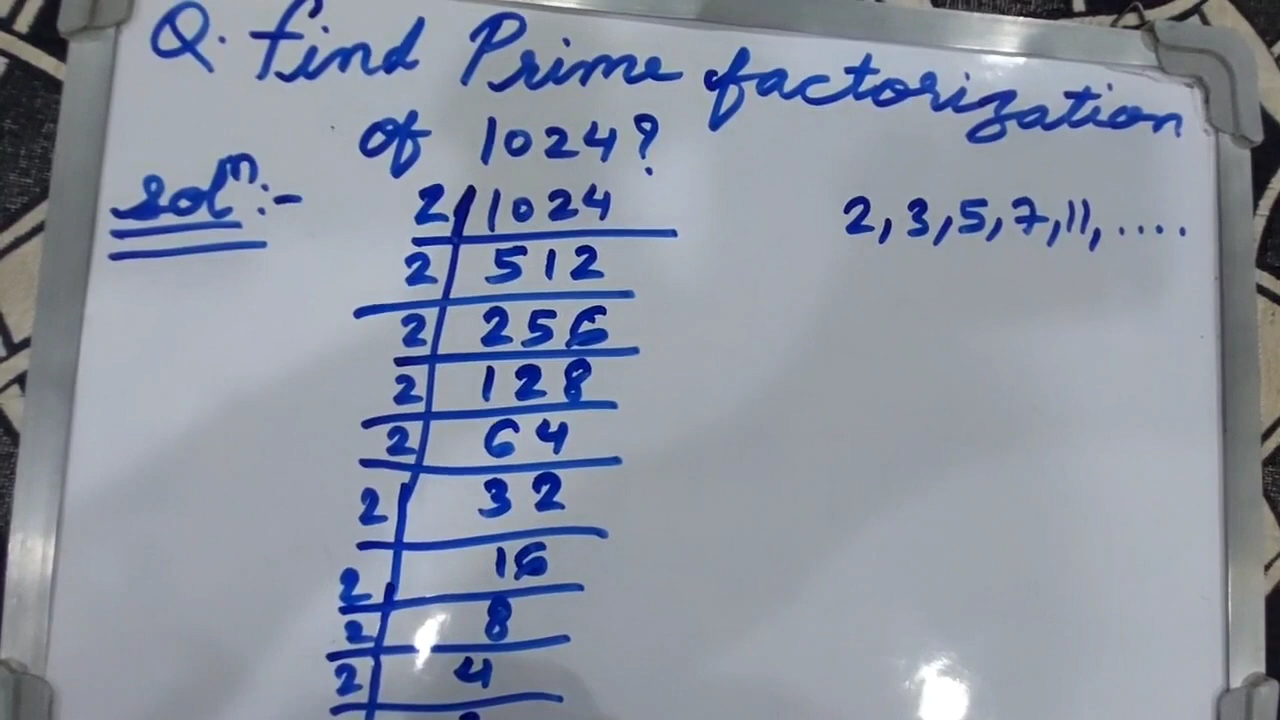 Q. Find Prime factorization
of 1024?
Solⁿ:-
2 | 1024
2, 3, 5, 7, 11, ....
2 | 512
2 | 256
2 | 128
2 | 64
2 | 32
2 | 16
2 | 8
2 | 4